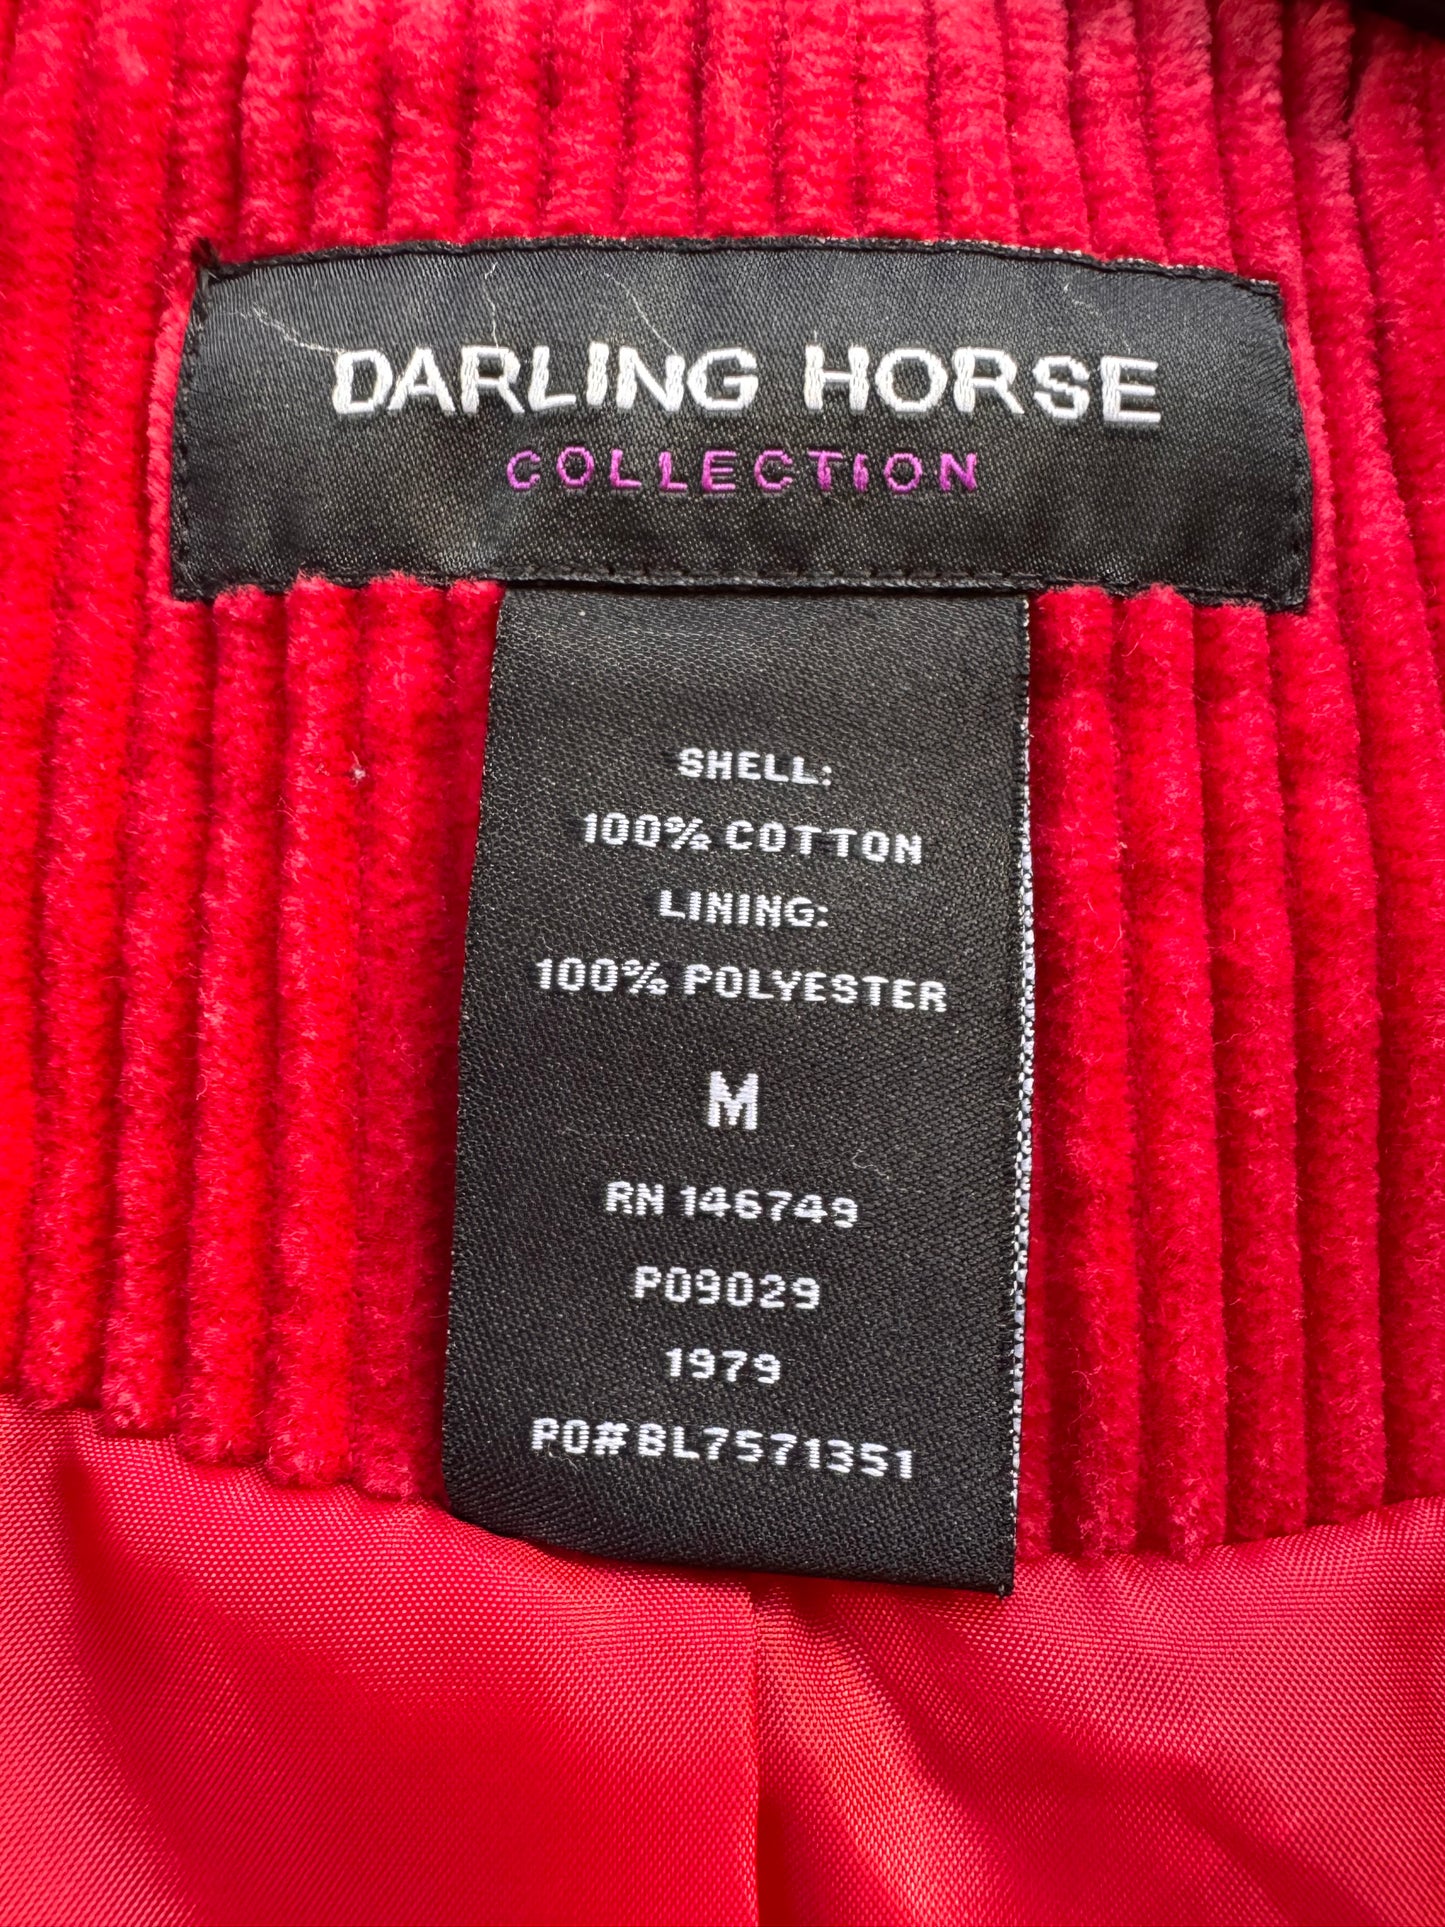 DARLING HORSE
COLLECTION
SHELL:
100% COTTON
LINING:
100% POLYESTER
M
RN 146749
P09029
1979
PO#BL7571351